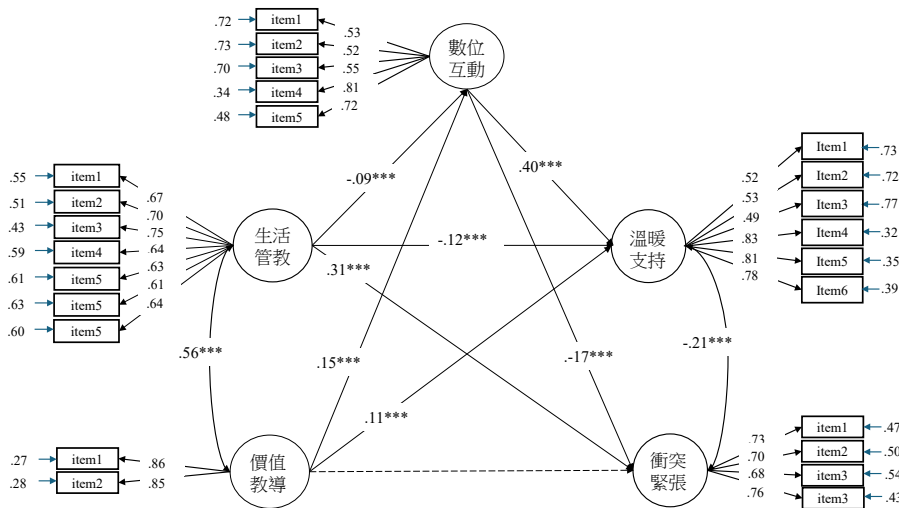 .72
item1
.53
.73
item2
.52
.70
item3
.55
.34
item4
.81
.48
item5
.72
數位
互動
-.09***
.40***
.55
item1
.67
.51
item2
.70
.43
item3
.75
.59
item4
.64
.61
item5
.63
.63
item5
.61
.60
item5
.64
生活
管教
-.12***
.31***
溫暖
支持
.52
Item1
.73
.53
Item2
.72
.49
Item3
.77
.83
Item4
.32
.81
Item5
.35
.78
Item6
.39
.56***
.15***
.11***
.-17***
-.21***
.27
item1
.86
.28
item2
.85
價值
教導
衝突
緊張
.73
item1
.47
.70
item2
.50
.68
item3
.54
.76
item3
.43